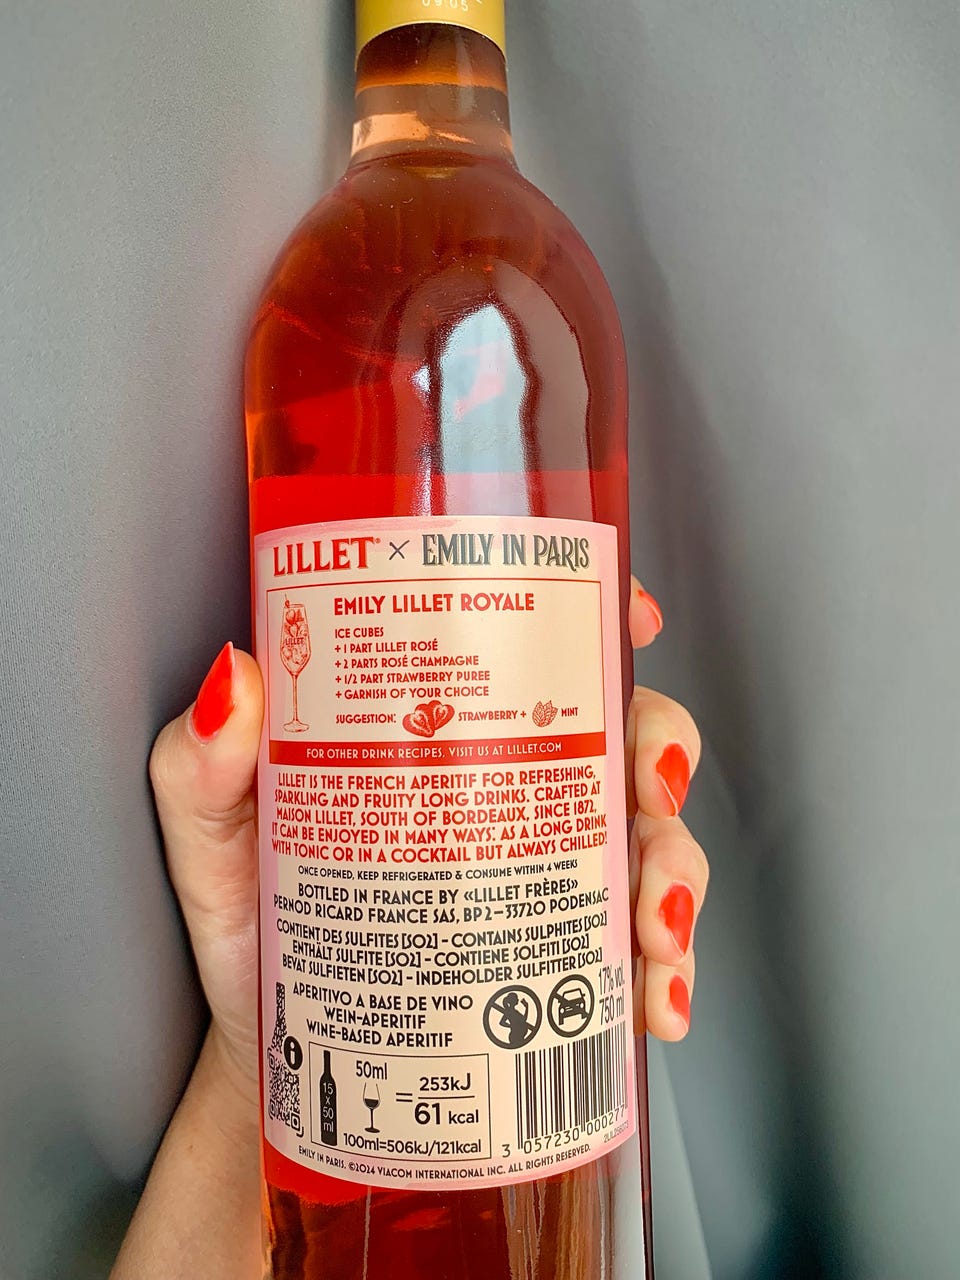 09:05
LILLET® × EMILY IN PARIS
LILLET
EMILY LILLET ROYALE
ICE CUBES
+ 1 PART LILLET ROSÉ
+ 2 PARTS ROSÉ CHAMPAGNE
+ 1/2 PART STRAWBERRY PUREE
+ GARNISH OF YOUR CHOICE
SUGGESTION: STRAWBERRY + MINT
FOR OTHER DRINK RECIPES, VISIT US AT LILLET.COM
LILLET IS THE FRENCH APERITIF FOR REFRESHING,
SPARKLING AND FRUITY LONG DRINKS. CRAFTED AT
MAISON LILLET, SOUTH OF BORDEAUX, SINCE 1872,
IT CAN BE ENJOYED IN MANY WAYS: AS A LONG DRINK
WITH TONIC OR IN A COCKTAIL BUT ALWAYS CHILLED!
ONCE OPENED, KEEP REFRIGERATED & CONSUME WITHIN 4 WEEKS
BOTTLED IN FRANCE BY «LILLET FRÈRES»
PERNOD RICARD FRANCE SAS, BP 2 – 33720 PODENSAC
CONTIENT DES SULFITES [SO2] - CONTAINS SULPHITES [SO2]
ENTHÄLT SULFITE [SO2] - CONTIENE SOLFITI [SO2]
BEVAT SULFIETEN [SO2] - INDEHOLDER SULFITTER [SO2]
APERITIVO A BASE DE VINO
WEIN-APERITIF
WINE-BASED APERITIF
17% vol.
750 ml
i
15 x 50 ml
50ml = 253kJ
61 kcal
100ml=506kJ/121kcal
3 057230 000277
EMILY IN PARIS. ©2024 VIACOM INTERNATIONAL INC. ALL RIGHTS RESERVED.